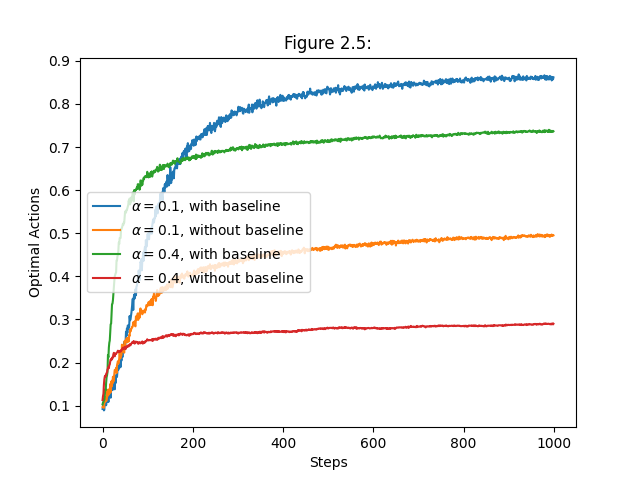 Figure 2.5:
Optimal Actions
0.9
0.8
0.7
0.6
0.5
0.4
0.3
0.2
0.1
α = 0.1, with baseline
α = 0.1, without baseline
α = 0.4, with baseline
α = 0.4, without baseline
0 200 400 600 800 1000
Steps